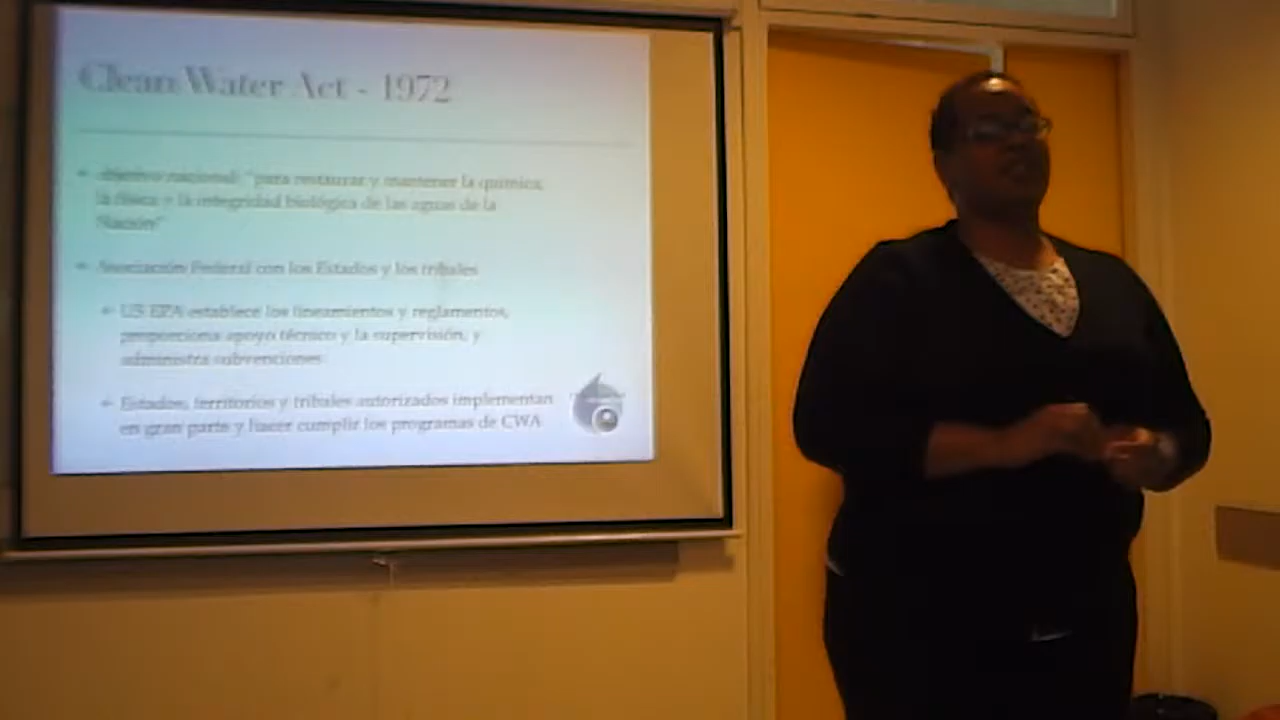 Clean Water Act - 1972
objetivo nacional: "para restaurar y mantener la química,
la física y la integridad biológica de las aguas de la
Nación"
Asociación Federal con los Estados y los tribales
US EPA establece los lineamientos y reglamentos,
proporciona apoyo técnico y la supervisión, y
administra subvenciones
Estados, territorios y tribales autorizados implementan
en gran parte y hacer cumplir los programas de CWA